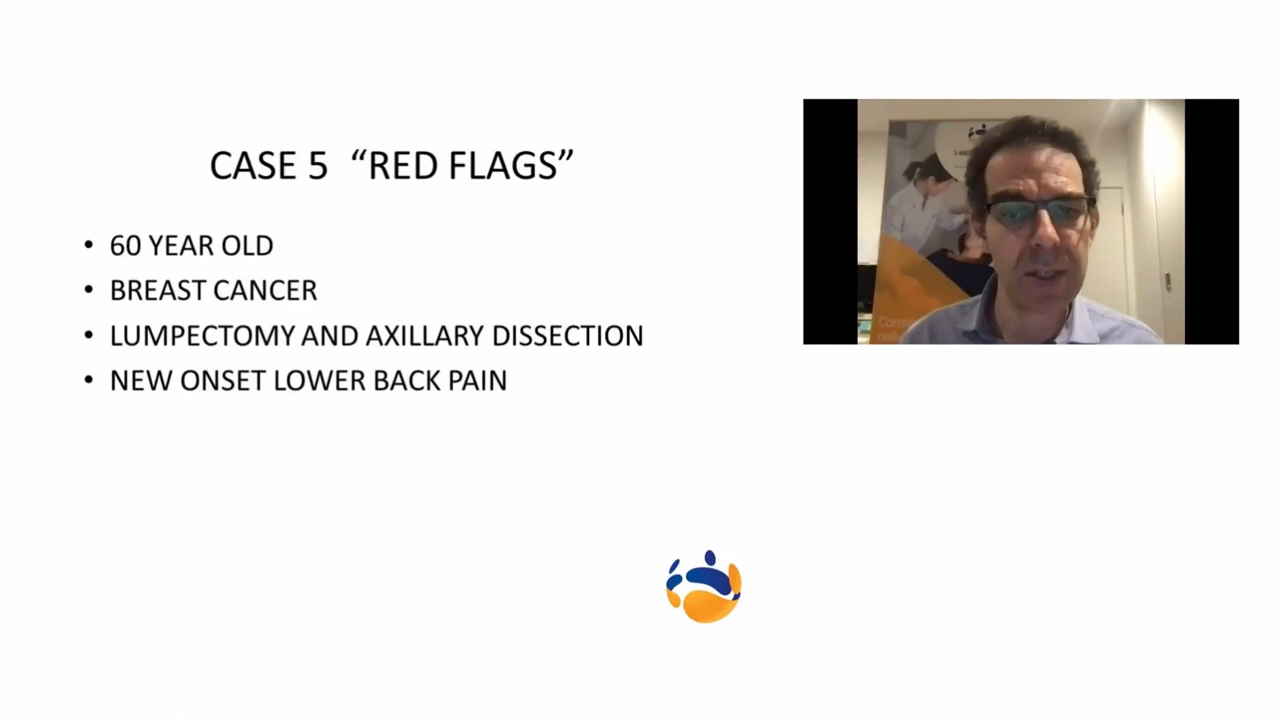 CASE 5 “RED FLAGS”
• 60 YEAR OLD
• BREAST CANCER
• LUMPECTOMY AND AXILLARY DISSECTION
• NEW ONSET LOWER BACK PAIN